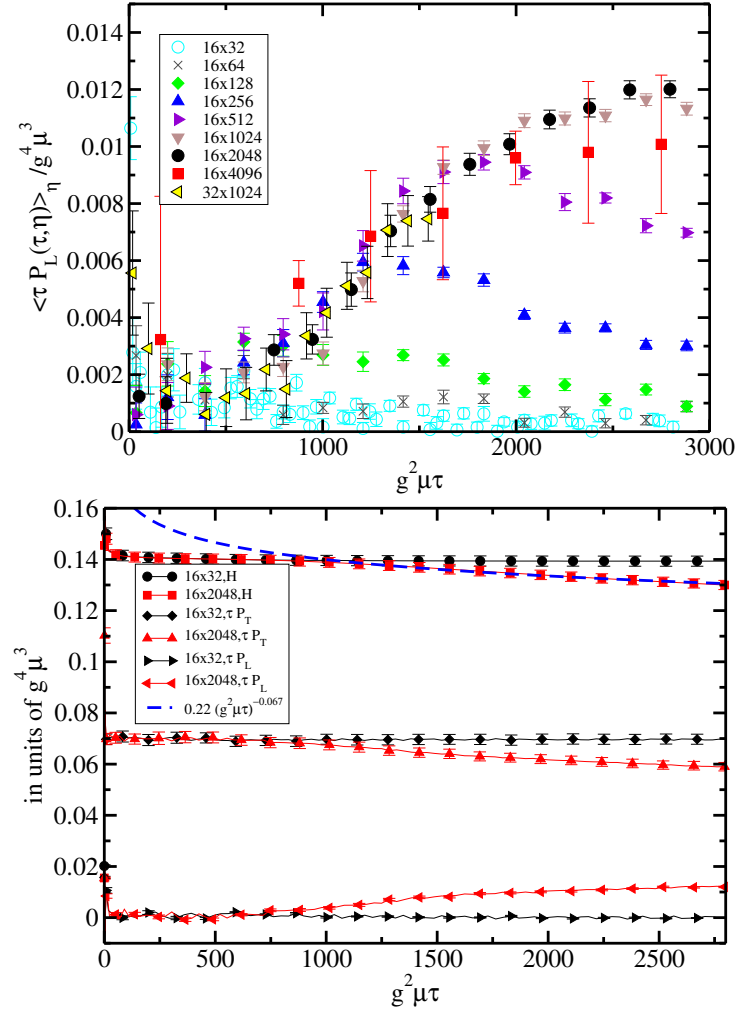 <τ P_L(τ,η)>_η /g^4μ^3
0.014
0.012
0.01
0.008
0.006
0.004
0.002
0
16x32
16x64
16x128
16x256
16x512
16x1024
16x2048
16x4096
32x1024
0 1000 2000 3000
g^2μτ
in units of g^4μ^3
0.16
0.14
0.12
0.1
0.08
0.06
0.04
0.02
0
16x32,H
16x2048,H
16x32,τ P_T
16x2048,τ P_T
16x32,τ P_L
16x2048,τ P_L
0.22 (g^2μτ)^-0.067
0 500 1000 1500 2000 2500
g^2μτ